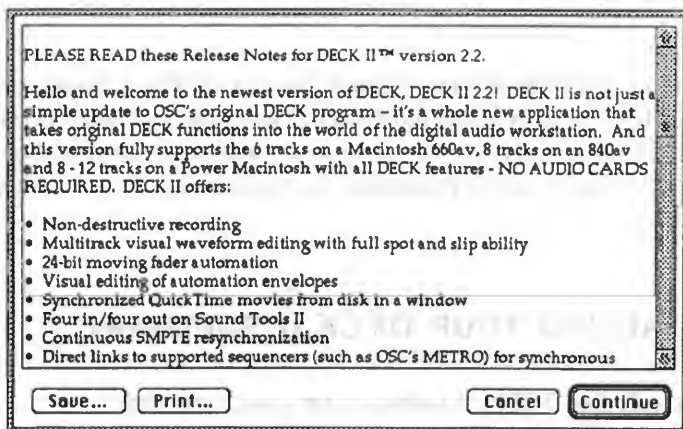 PLEASE READ these Release Notes for DECK II™ version 2.2.
Hello and welcome to the newest version of DECK, DECK II 2.2! DECK II is not just a
simple update to OSC's original DECK program – it's a whole new application that
takes original DECK functions into the world of the digital audio workstation. And
this version fully supports the 6 tracks on a Macintosh 660av, 8 tracks on an 840av
and 8 - 12 tracks on a Power Macintosh with all DECK features - NO AUDIO CARDS
REQUIRED. DECK II offers:
• Non-destructive recording
• Multitrack visual waveform editing with full spot and slip ability
• 24-bit moving fader automation
• Visual editing of automation envelopes
• Synchronized QuickTime movies from disk in a window
• Four in/four out on Sound Tools II
• Continuous SMPTE resynchronization
• Direct links to supported sequencers (such as OSC's METRO) for synchronous
Save... Print... Cancel Continue